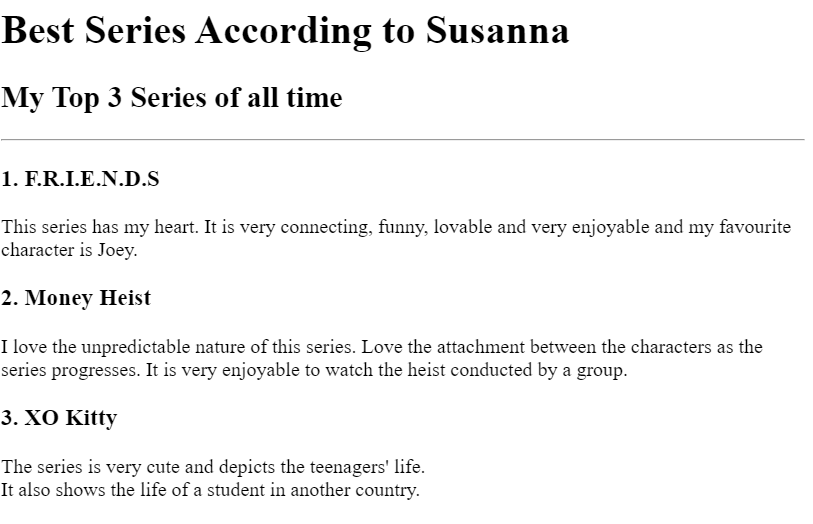 Best Series According to Susanna
My Top 3 Series of all time
1. F.R.I.E.N.D.S
This series has my heart. It is very connecting, funny, lovable and very enjoyable and my favourite
character is Joey.
2. Money Heist
I love the unpredictable nature of this series. Love the attachment between the characters as the
series progresses. It is very enjoyable to watch the heist conducted by a group.
3. XO Kitty
The series is very cute and depicts the teenagers' life.
It also shows the life of a student in another country.